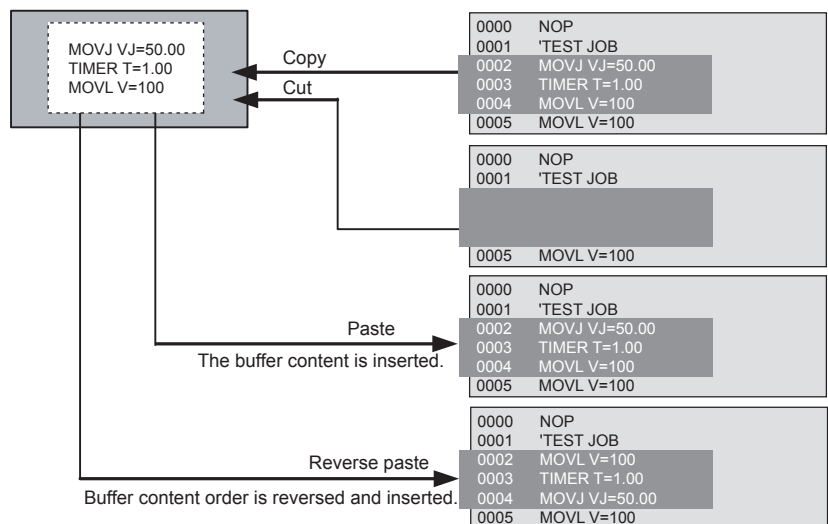 MOVJ VJ=50.00
TIMER T=1.00
MOVL V=100
Copy
Cut
0000 NOP
0001 'TEST JOB
0002 MOVJ VJ=50.00
0003 TIMER T=1.00
0004 MOVL V=100
0005 MOVL V=100
0000 NOP
0001 'TEST JOB
0005 MOVL V=100
Paste
The buffer content is inserted.
0000 NOP
0001 'TEST JOB
0002 MOVJ VJ=50.00
0003 TIMER T=1.00
0004 MOVL V=100
0005 MOVL V=100
Reverse paste
Buffer content order is reversed and inserted.
0000 NOP
0001 'TEST JOB
0002 MOVL V=100
0003 TIMER T=1.00
0004 MOVJ VJ=50.00
0005 MOVL V=100